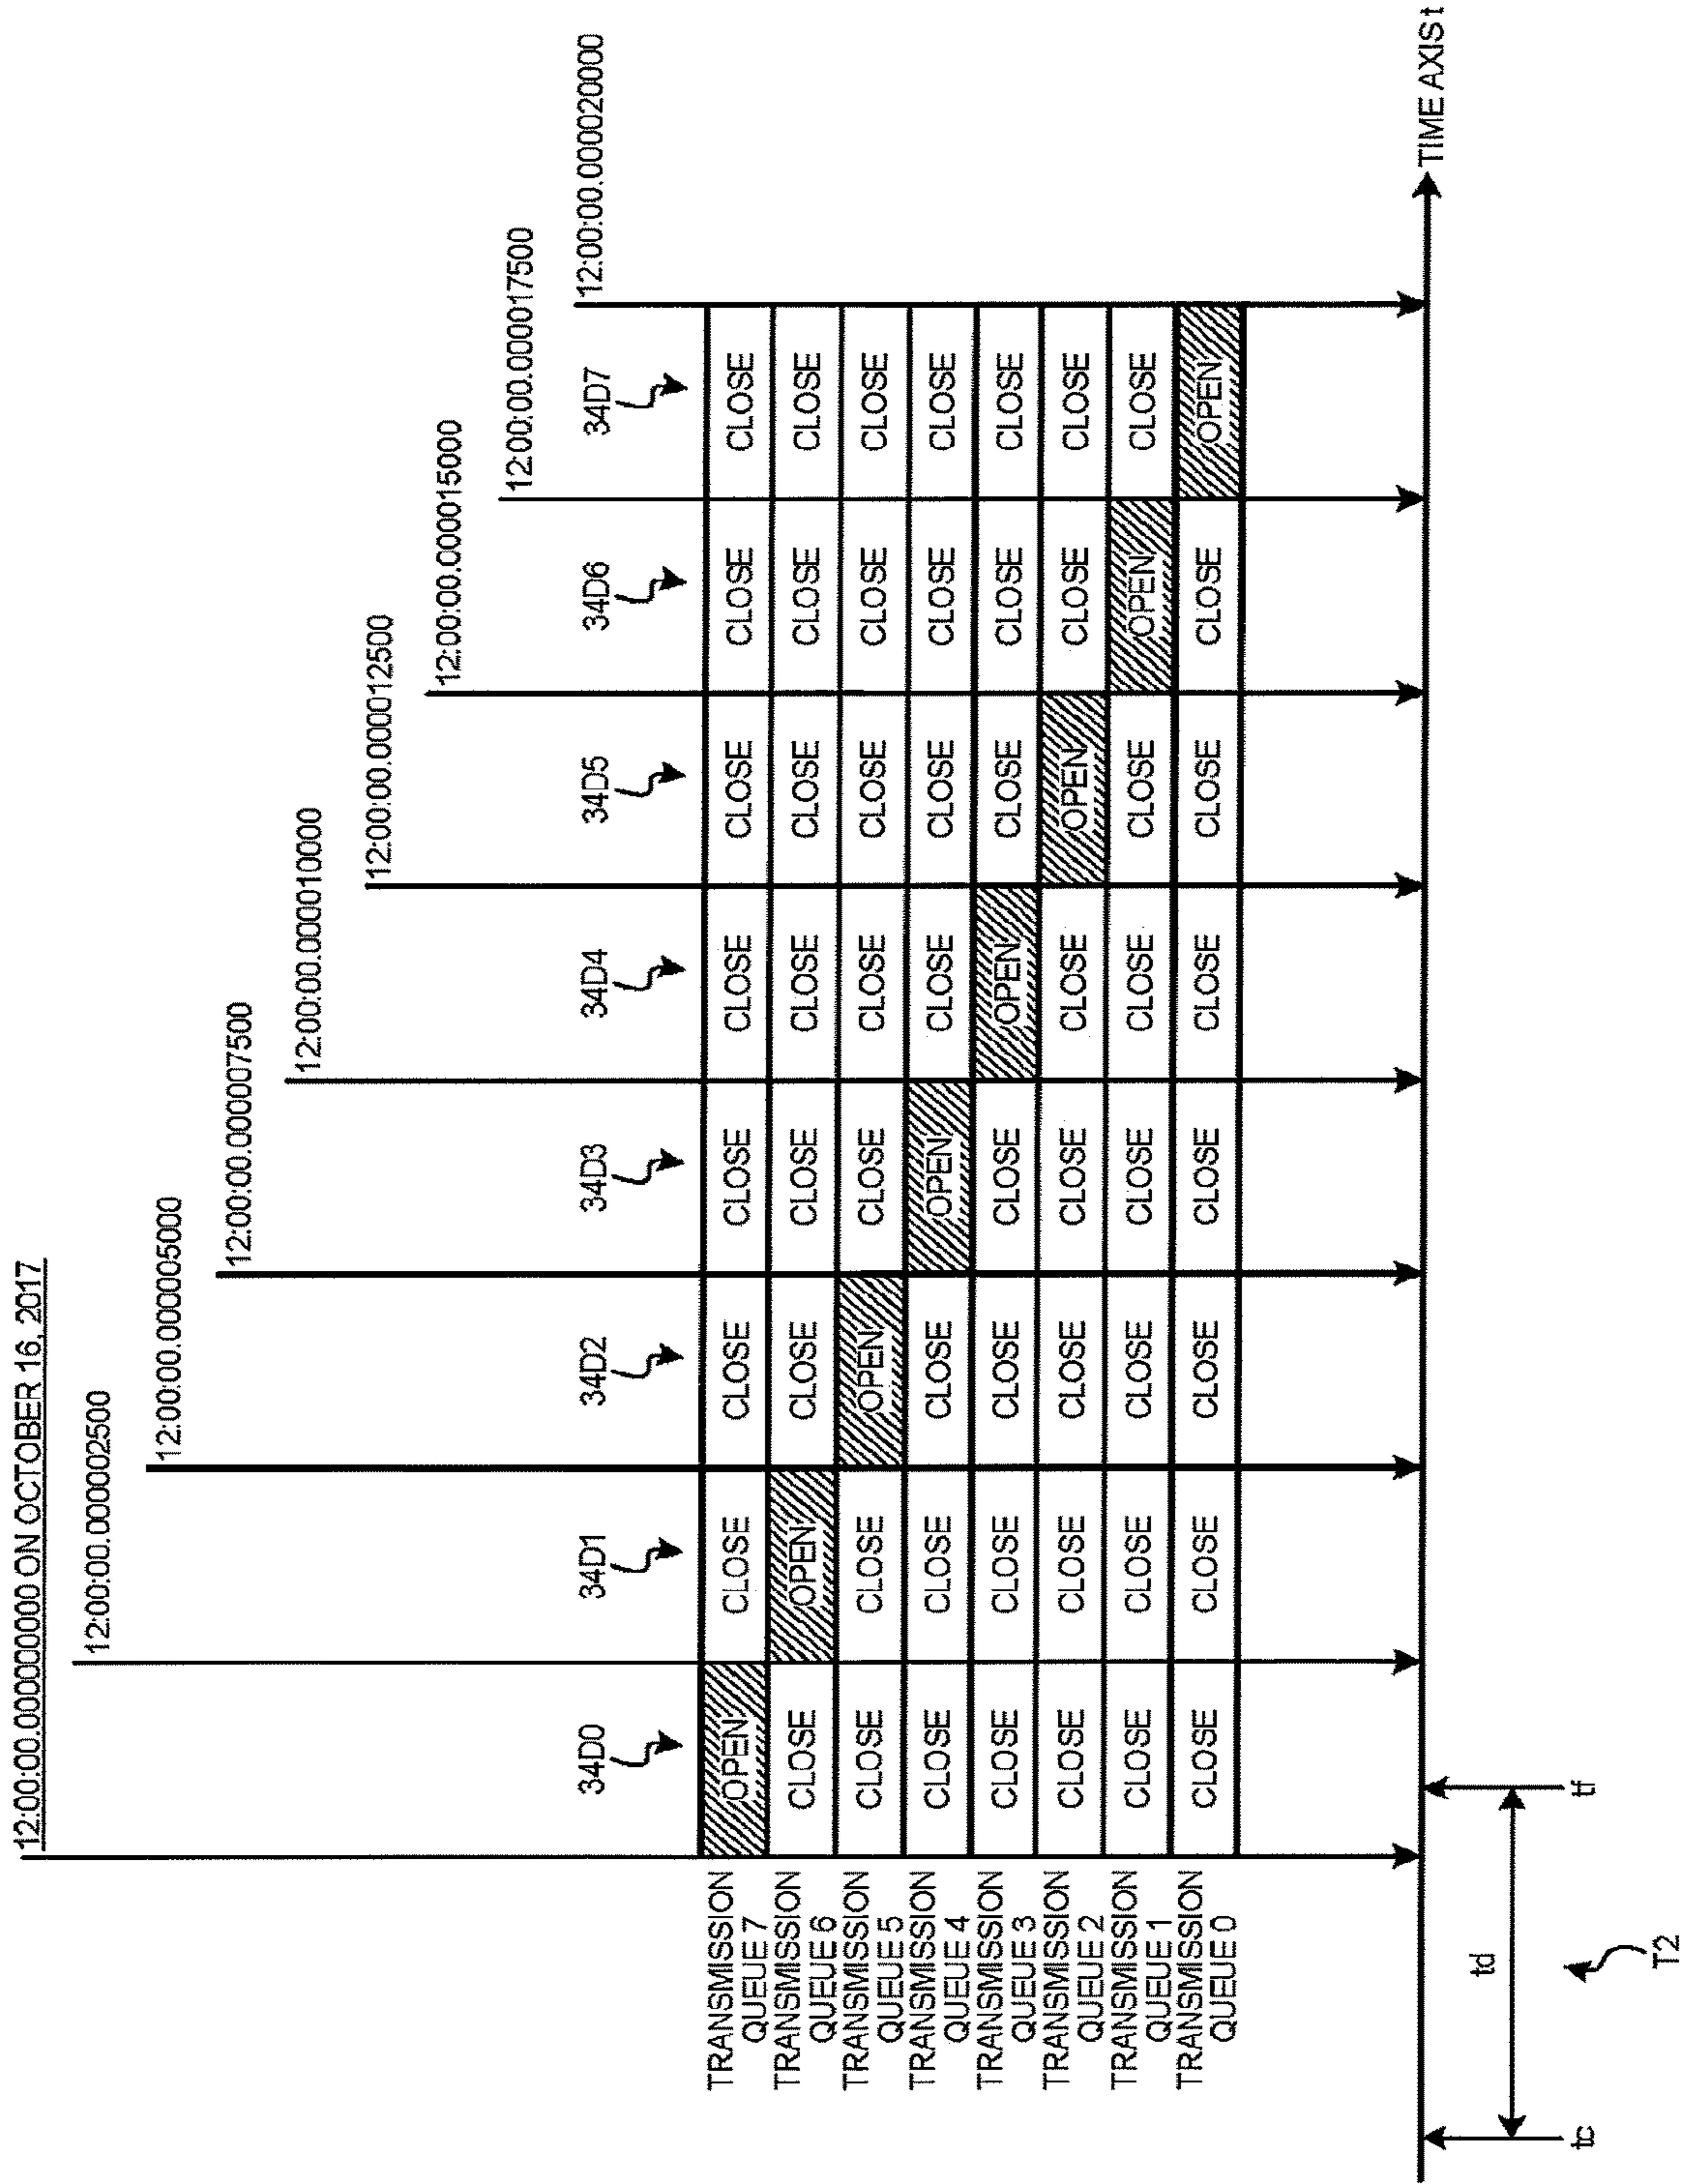 12:00:00.000000000 ON OCTOBER 16, 2017
12:00:00.000002500
12:00:00.000005000
12:00:00.000007500
12:00:00.000010000
12:00:00.000012500
12:00:00.000015000
12:00:00.000017500
12:00:00.000020000
34D0 34D1 34D2 34D3 34D4 34D5 34D6 34D7
TRANSMISSION
QUEUE 7
OPEN CLOSE CLOSE CLOSE CLOSE CLOSE CLOSE CLOSE
TRANSMISSION
QUEUE 6
CLOSE OPEN CLOSE CLOSE CLOSE CLOSE CLOSE CLOSE
TRANSMISSION
QUEUE 5
CLOSE CLOSE OPEN CLOSE CLOSE CLOSE CLOSE CLOSE
TRANSMISSION
QUEUE 4
CLOSE CLOSE CLOSE OPEN CLOSE CLOSE CLOSE CLOSE
TRANSMISSION
QUEUE 3
CLOSE CLOSE CLOSE CLOSE OPEN CLOSE CLOSE CLOSE
TRANSMISSION
QUEUE 2
CLOSE CLOSE CLOSE CLOSE CLOSE OPEN CLOSE CLOSE
TRANSMISSION
QUEUE 1
CLOSE CLOSE CLOSE CLOSE CLOSE CLOSE OPEN CLOSE
TRANSMISSION
QUEUE 0
CLOSE CLOSE CLOSE CLOSE CLOSE CLOSE CLOSE OPEN
TIME AXIS t
td
tc tf
T2